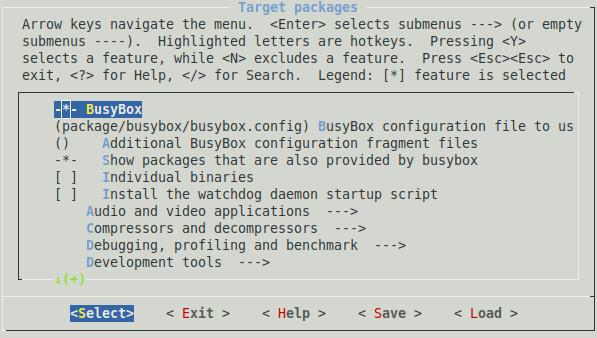 Target packages
Arrow keys navigate the menu.  <Enter> selects submenus ---> (or empty
submenus ----).  Highlighted letters are hotkeys.  Pressing <Y>
selects a feature, while <N> excludes a feature.  Press <Esc><Esc> to
exit, <?> for Help, </> for Search.  Legend: [*] feature is selected
-*- BusyBox
(package/busybox/busybox.config) BusyBox configuration file to us
()    Additional BusyBox configuration fragment files
-*-   Show packages that are also provided by busybox
[ ]   Individual binaries
[ ]   Install the watchdog daemon startup script
    Audio and video applications  --->
    Compressors and decompressors  --->
    Debugging, profiling and benchmark  --->
    Development tools  --->
↓(+)
<Select>    < Exit >    < Help >    < Save >    < Load >